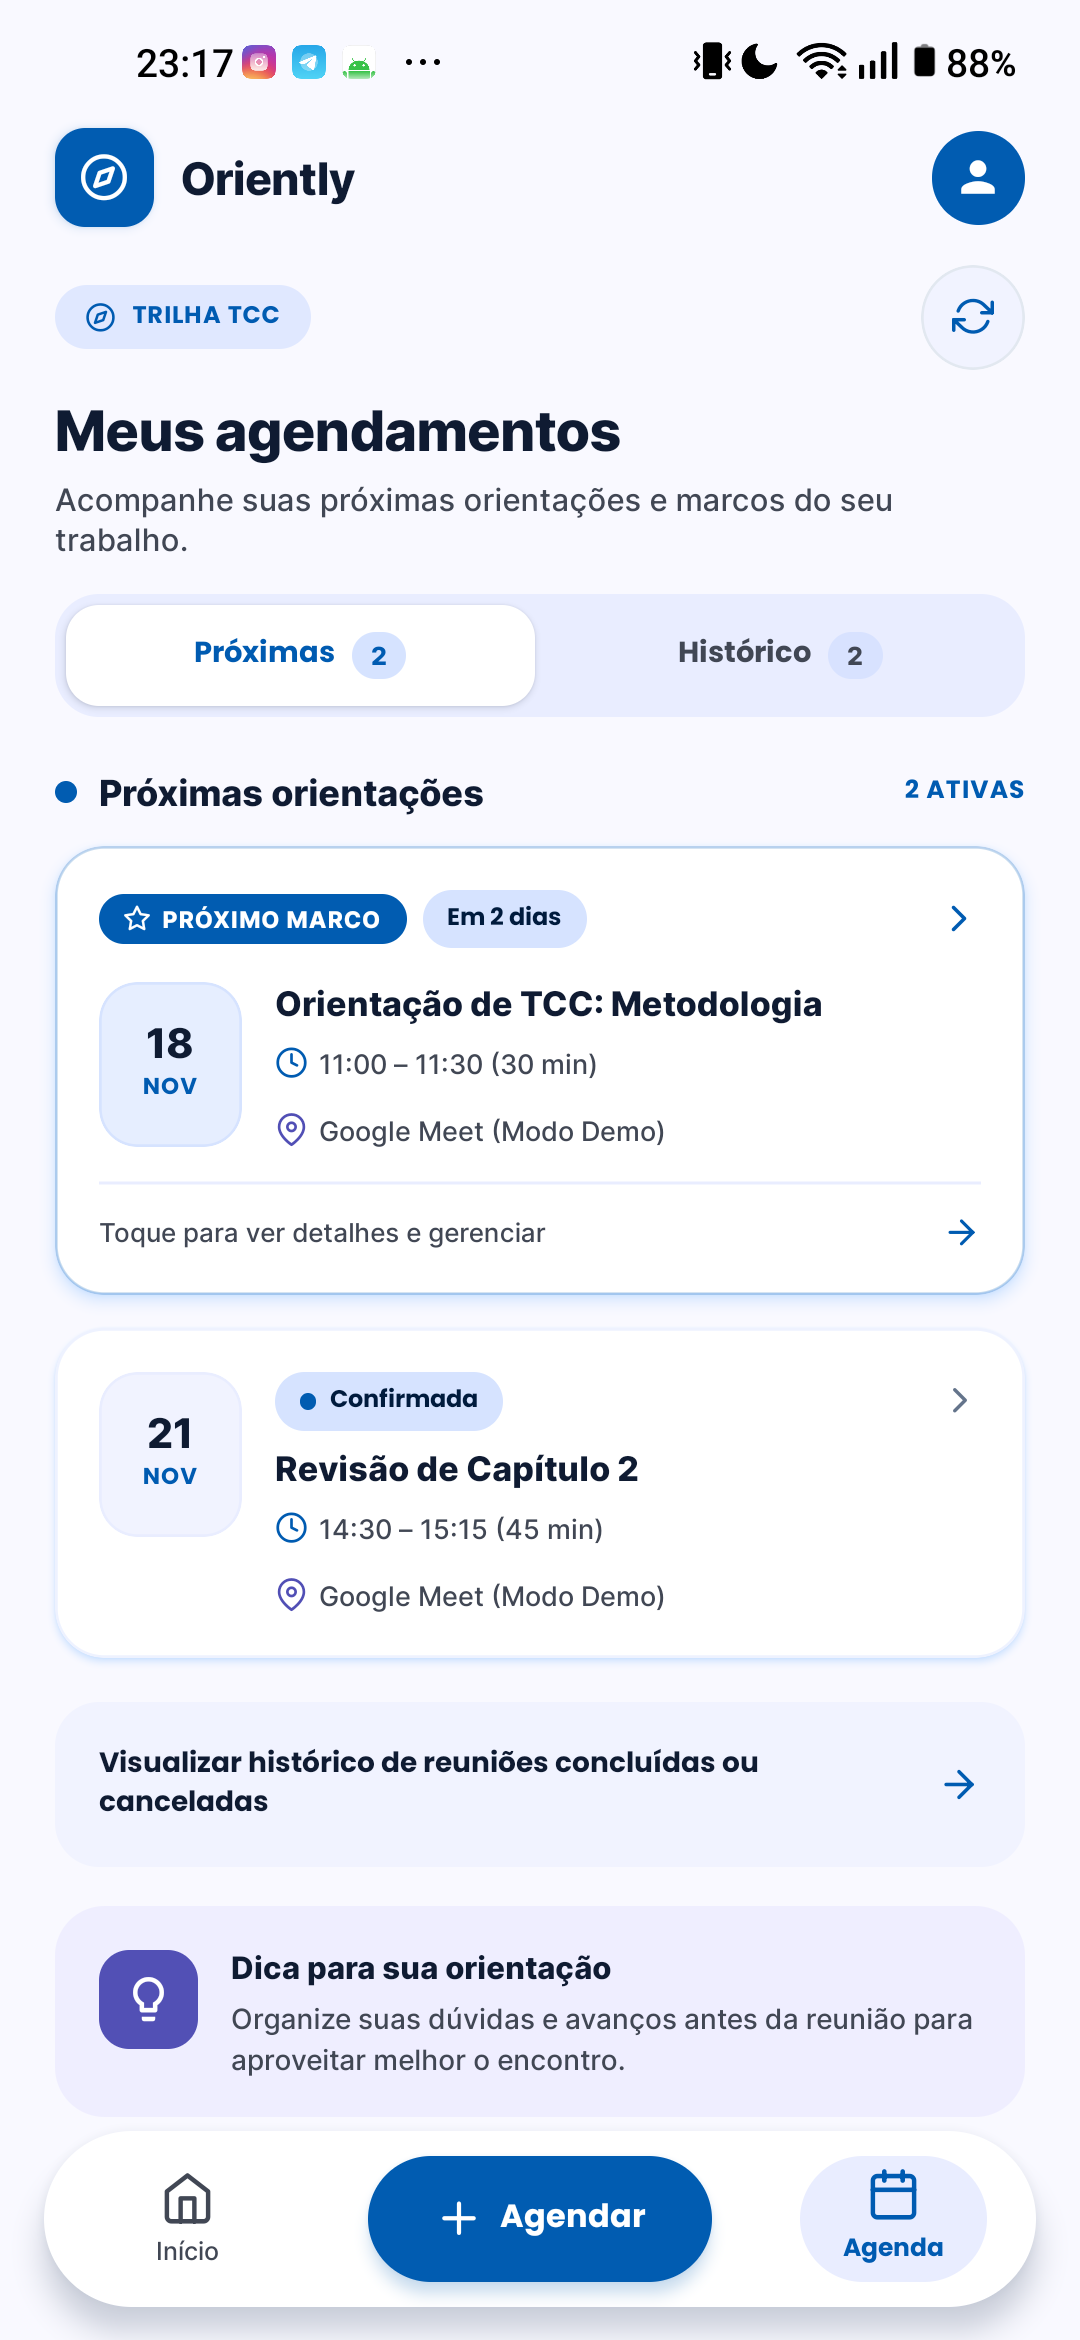 23:17
88%
Oriently
TRILHA TCC
Meus agendamentos
Acompanhe suas próximas orientações e marcos do seu
trabalho.
Próximas 2
Histórico 2
Próximas orientações
2 ATIVAS
PRÓXIMO MARCO
Em 2 dias
18
NOV
Orientação de TCC: Metodologia
11:00 – 11:30 (30 min)
Google Meet (Modo Demo)
Toque para ver detalhes e gerenciar
21
NOV
Confirmada
Revisão de Capítulo 2
14:30 – 15:15 (45 min)
Google Meet (Modo Demo)
Visualizar histórico de reuniões concluídas ou
canceladas
Dica para sua orientação
Organize suas dúvidas e avanços antes da reunião para
aproveitar melhor o encontro.
Início
Agendar
Agenda